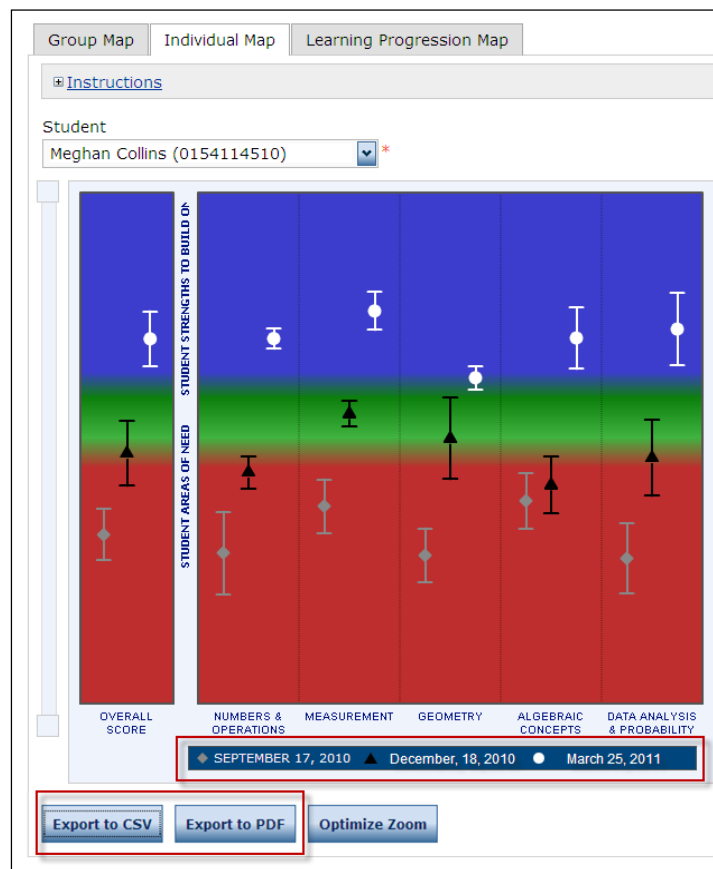 Group Map
Individual Map
Learning Progression Map
Instructions
Student
Meghan Collins (0154114510)
*
STUDENT STRENGTHS TO BUILD ON
STUDENT AREAS OF NEED
OVERALL
SCORE
NUMBERS &
OPERATIONS
MEASUREMENT
GEOMETRY
ALGEBRAIC
CONCEPTS
DATA ANALYSIS
& PROBABILITY
SEPTEMBER 17, 2010 December, 18, 2010 March 25, 2011
Export to CSV
Export to PDF
Optimize Zoom